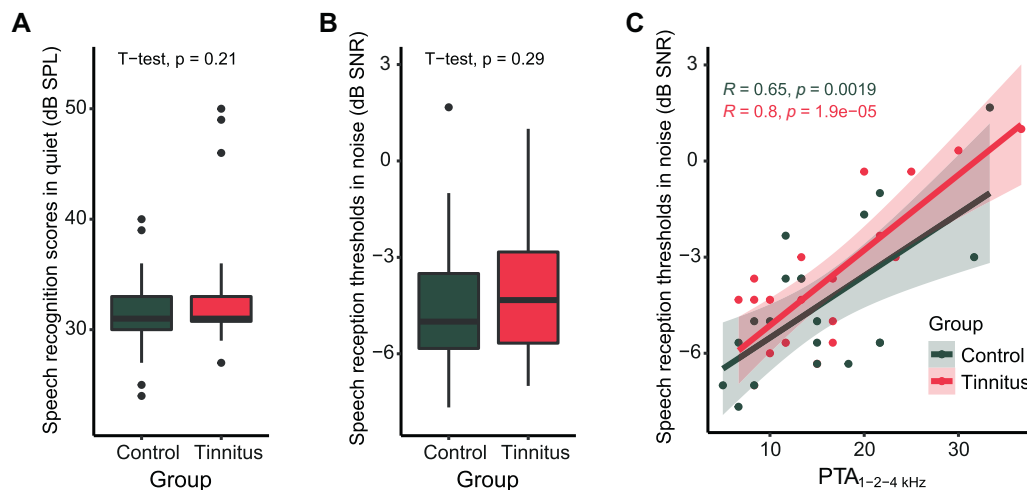 A
Speech recognition scores in quiet (dB SPL)
T−test, p = 0.21
50
40
30
Control
Tinnitus
Group
B
Speech reception thresholds in noise (dB SNR)
T−test, p = 0.29
3
0
−3
−6
Control
Tinnitus
Group
C
Speech reception thresholds in noise (dB SNR)
R = 0.65, p = 0.0019
R = 0.8, p = 1.9e−05
3
0
−3
−6
Group
Control
Tinnitus
10
20
30
PTA1−2−4 kHz